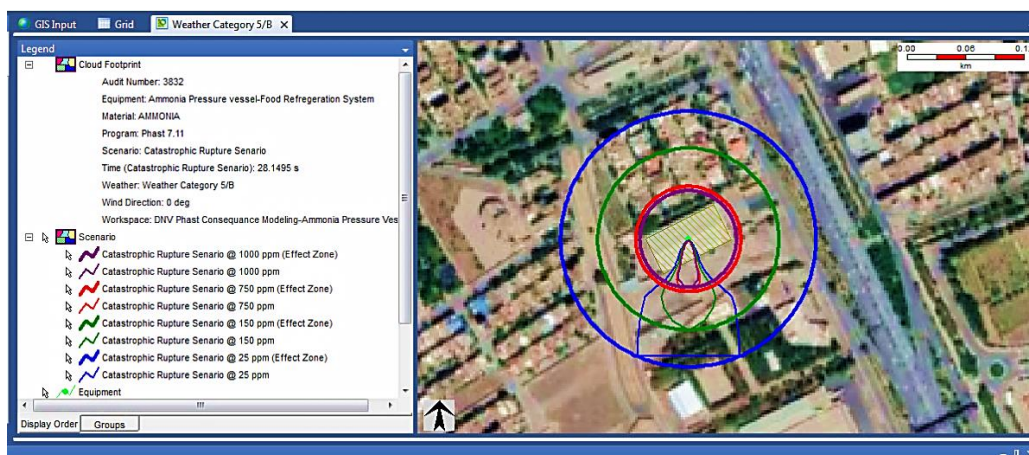 GIS Input
Grid
Weather Category 5/B
Legend
Cloud Footprint
Audit Number: 3832
Equipment: Ammonia Pressure vessel-Food Refregeration System
Material: AMMONIA
Program: Phast 7.11
Scenario: Catastrophic Rupture Senario
Time (Catastrophic Rupture Senario): 28.1495 s
Weather: Weather Category 5/B
Wind Direction: 0 deg
Workspace: DNV Phast Consequance Modeling-Ammonia Pressure Ves
Scenario
Catastrophic Rupture Senario @ 1000 ppm (Effect Zone)
Catastrophic Rupture Senario @ 1000 ppm
Catastrophic Rupture Senario @ 750 ppm (Effect Zone)
Catastrophic Rupture Senario @ 750 ppm
Catastrophic Rupture Senario @ 150 ppm (Effect Zone)
Catastrophic Rupture Senario @ 150 ppm
Catastrophic Rupture Senario @ 25 ppm (Effect Zone)
Catastrophic Rupture Senario @ 25 ppm
Equipment
Display Order
Groups
0.00 0.06
km